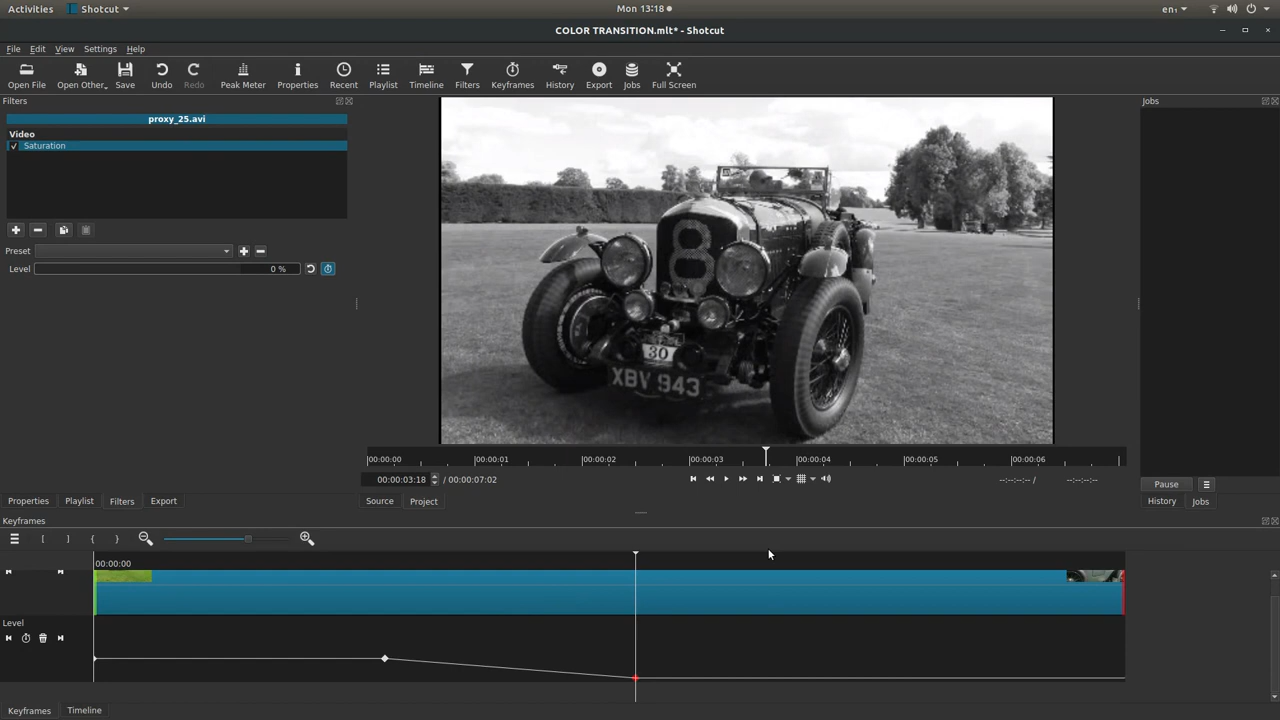 Activities Shotcut Mon 13:18 en₁
COLOR TRANSITION.mlt* - Shotcut
File Edit View Settings Help
Open File Open Other.. Save Undo Redo Peak Meter Properties Recent Playlist Timeline Filters Keyframes History Export Jobs Full Screen
Filters
Jobs
proxy_25.avi
Video
Saturation
Preset
Level 0 %
8
30
XBV 943
00:00:00 00:00:01 00:00:02 00:00:03 00:00:04 00:00:05 00:00:06
00:00:03:18 / 00:00:07:02 --:--:--:-- / --:--:--:--
Pause
Properties Playlist Filters Export
Source Project
History Jobs
Keyframes
[ ] { }
00:00:00
Level
Keyframes Timeline